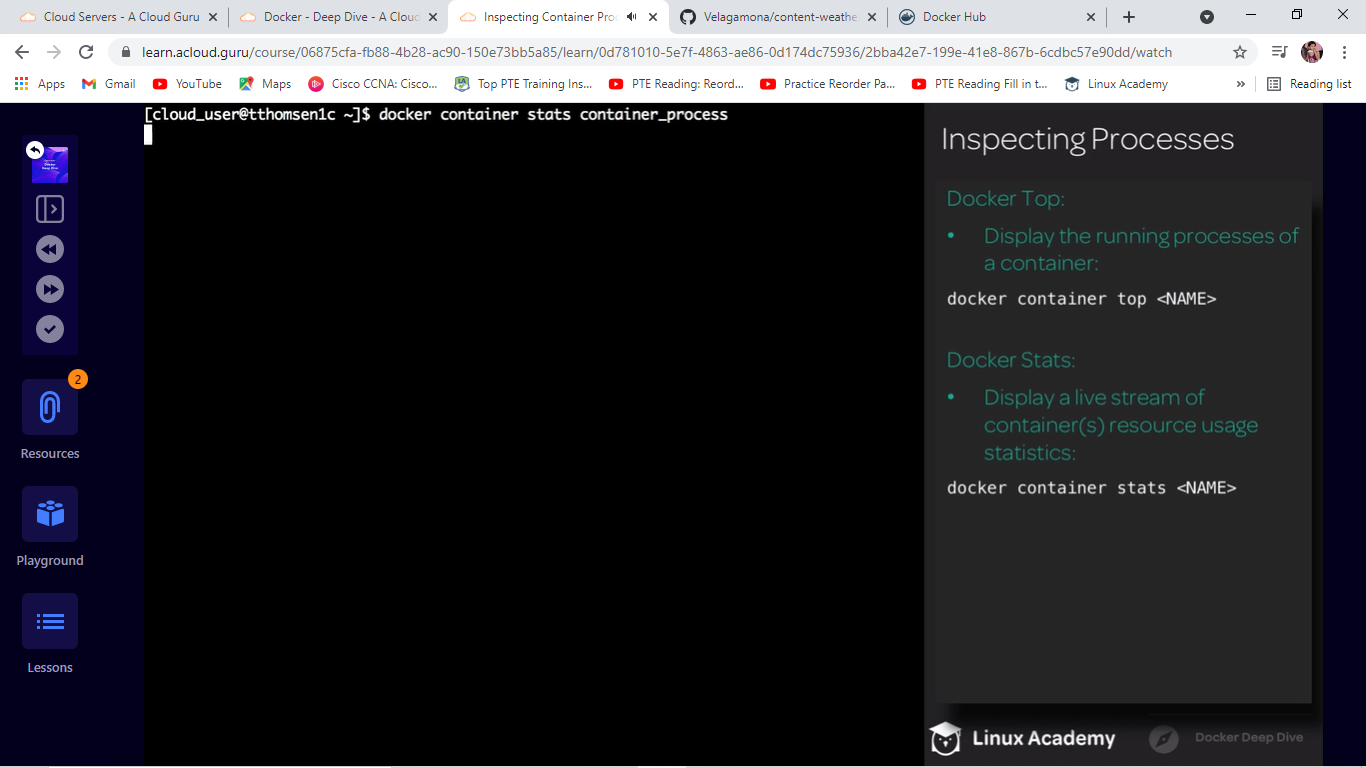 Cloud Servers - A Cloud Guru
Docker - Deep Dive - A Cloud
Inspecting Container Pro
Velagamona/content-weathe
Docker Hub
learn.acloud.guru/course/06875cfa-fb88-4b28-ac90-150e73bb5a85/learn/0d781010-5e7f-4863-ae86-0d174dc75936/2bba42e7-199e-41e8-867b-6cdbc57e90dd/watch
Apps
Gmail
YouTube
Maps
Cisco CCNA: Cisco...
Top PTE Training Ins...
PTE Reading: Reord...
Practice Reorder Pa...
PTE Reading Fill in t...
Linux Academy
»
Reading list
[cloud_user@tthomsen1c ~]$ docker container stats container_process
Docker
Deep Dive
2
Resources
Playground
Lessons
Inspecting Processes
Docker Top:
• Display the running processes of
a container:
docker container top <NAME>
Docker Stats:
• Display a live stream of
container(s) resource usage
statistics:
docker container stats <NAME>
Linux Academy
Docker Deep Dive